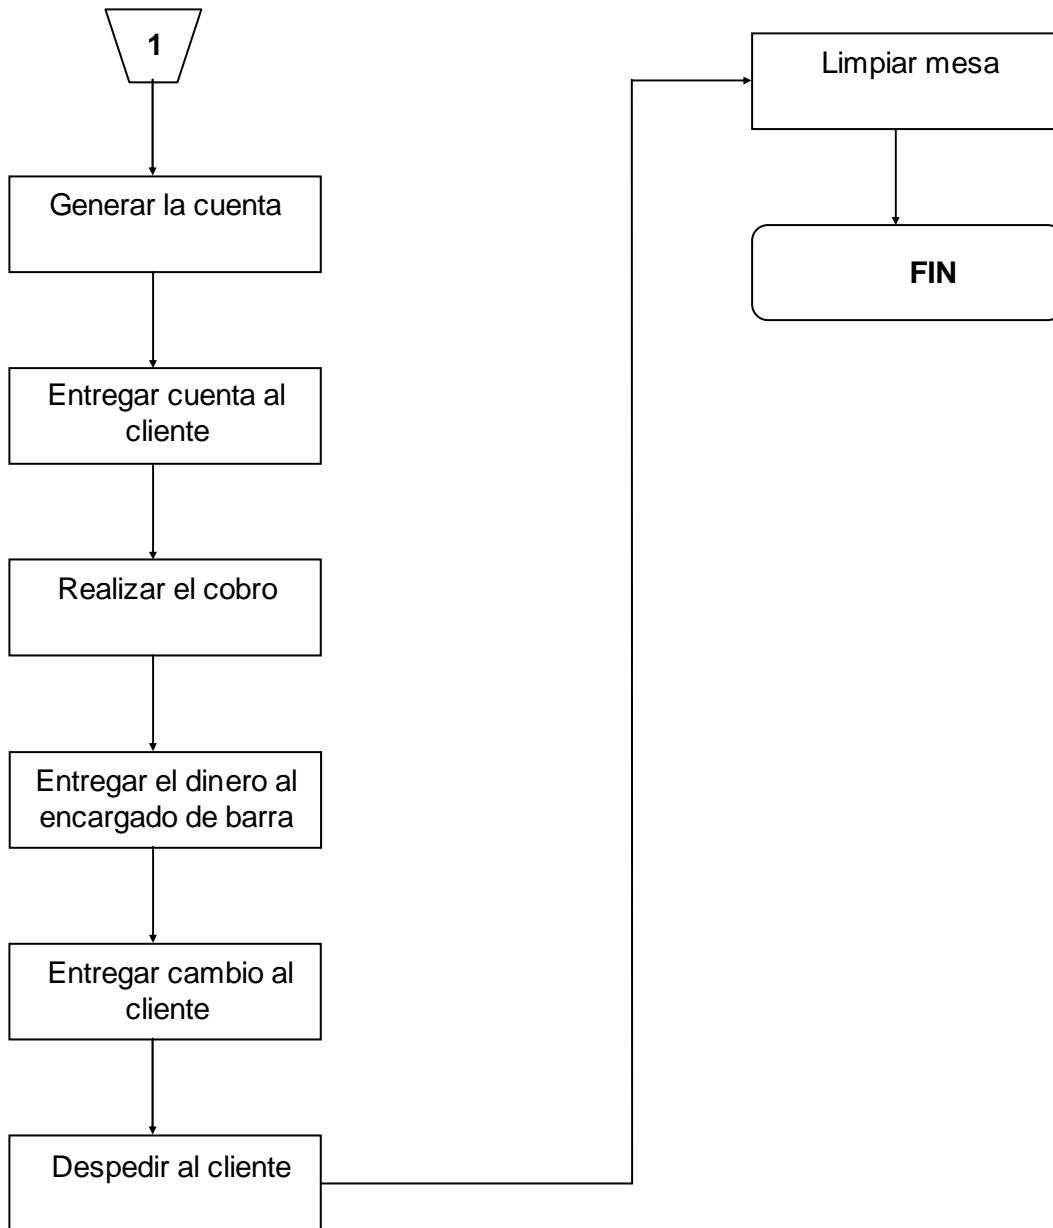 1
Generar la cuenta
Entregar cuenta al
cliente
Realizar el cobro
Entregar el dinero al
encargado de barra
Entregar cambio al
cliente
Despedir al cliente
Limpiar mesa
FIN